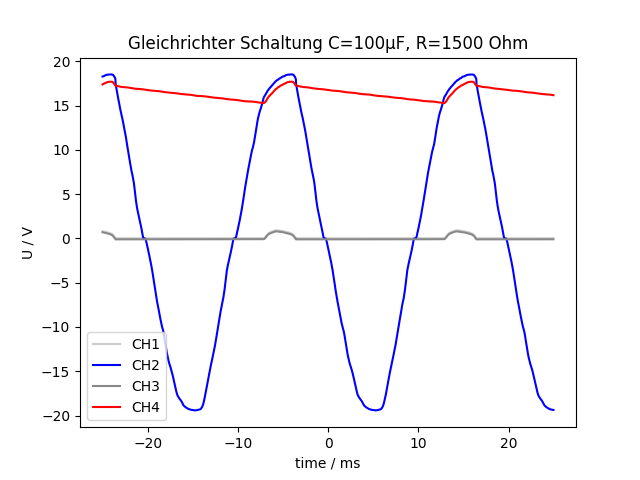 Gleichrichter Schaltung C=100µF, R=1500 Ohm
U / V
20
15
10
5
0
−5
−10
−15
−20
CH1
CH2
CH3
CH4
−20
−10
0
10
20
time / ms